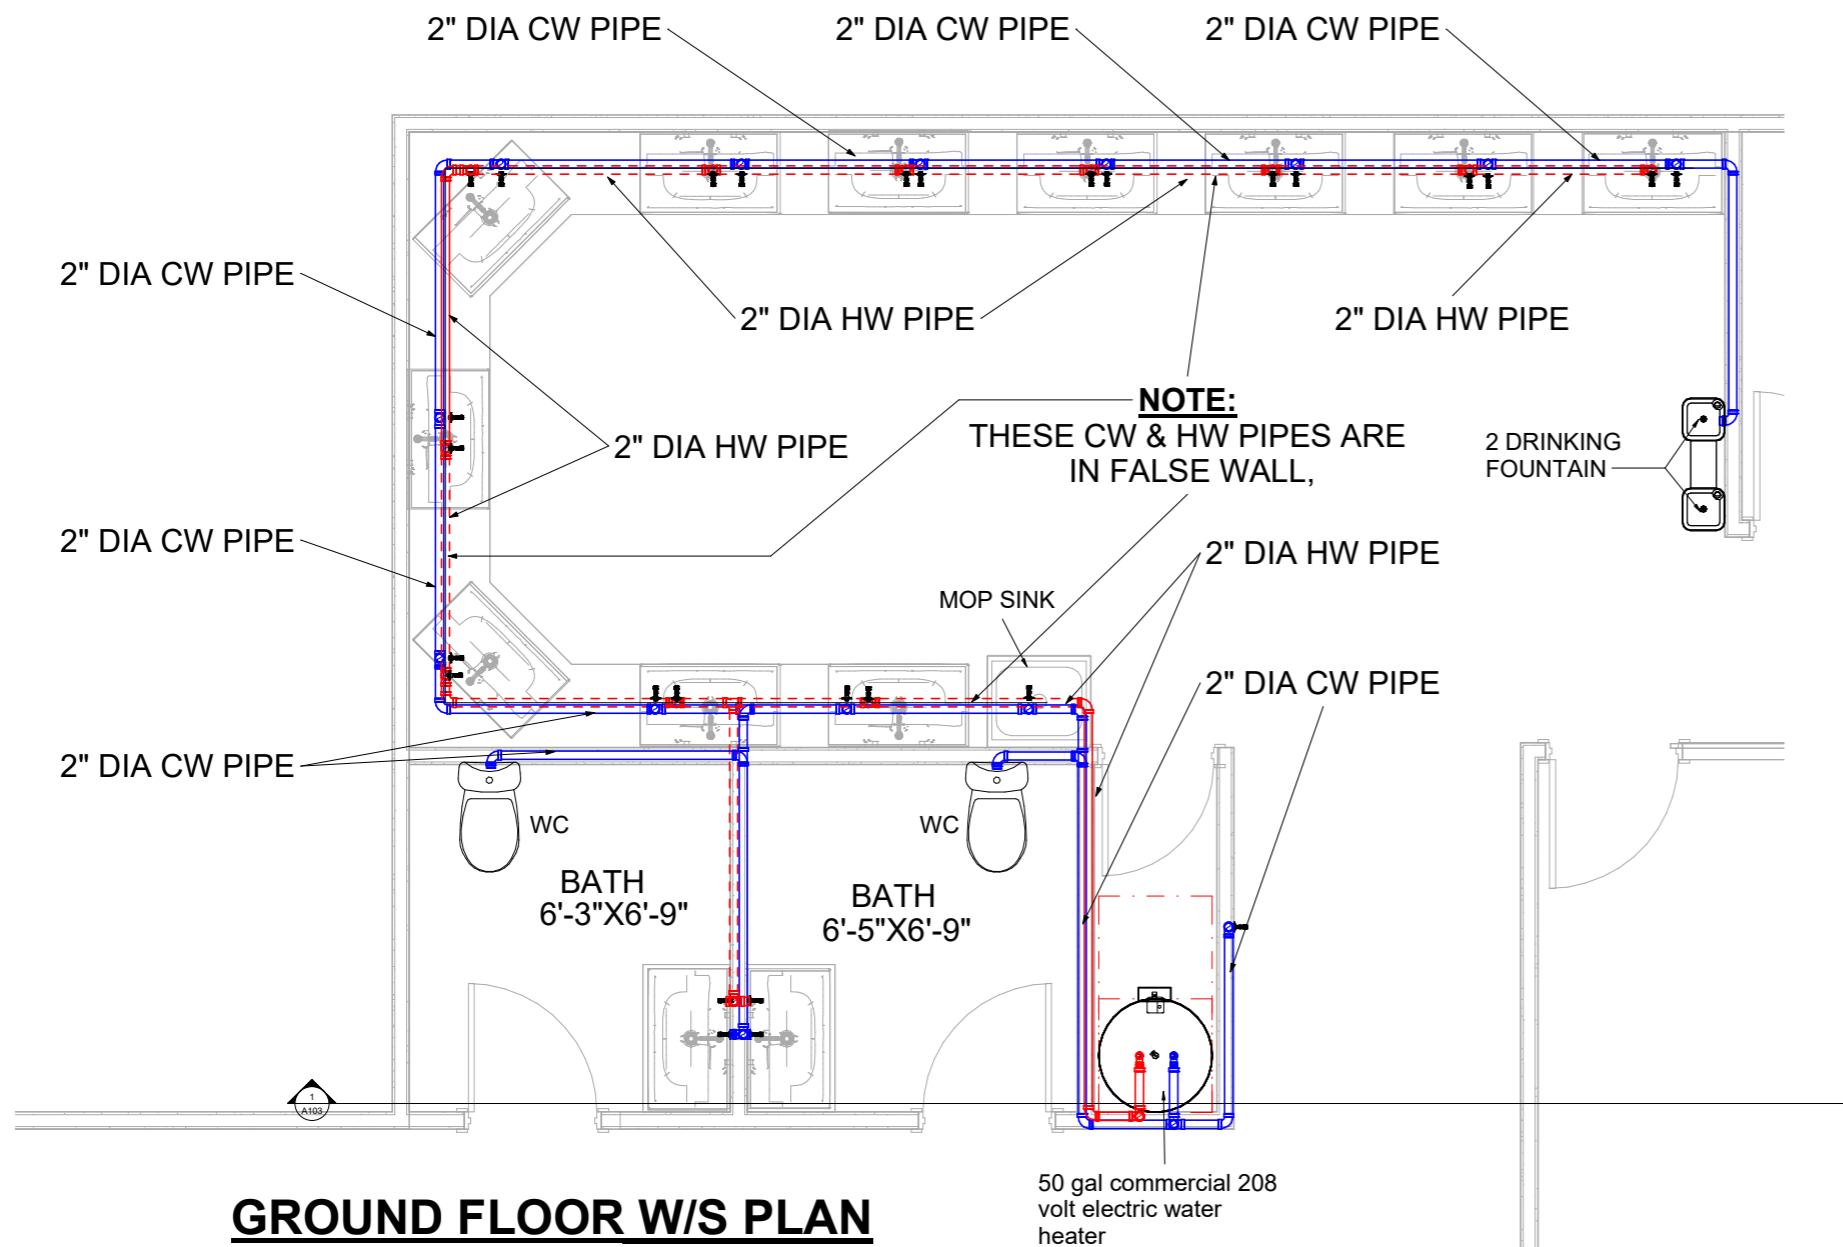 2" DIA CW PIPE
2" DIA CW PIPE
2" DIA CW PIPE
2" DIA CW PIPE
2" DIA HW PIPE
2" DIA HW PIPE
NOTE:
THESE CW & HW PIPES ARE
IN FALSE WALL,
2" DIA HW PIPE
2 DRINKING
FOUNTAIN
2" DIA CW PIPE
2" DIA HW PIPE
MOP SINK
2" DIA CW PIPE
2" DIA CW PIPE
WC
WC
BATH
6'-3"X6'-9"
BATH
6'-5"X6'-9"
1
A103
50 gal commercial 208
volt electric water
heater
GROUND FLOOR W/S PLAN